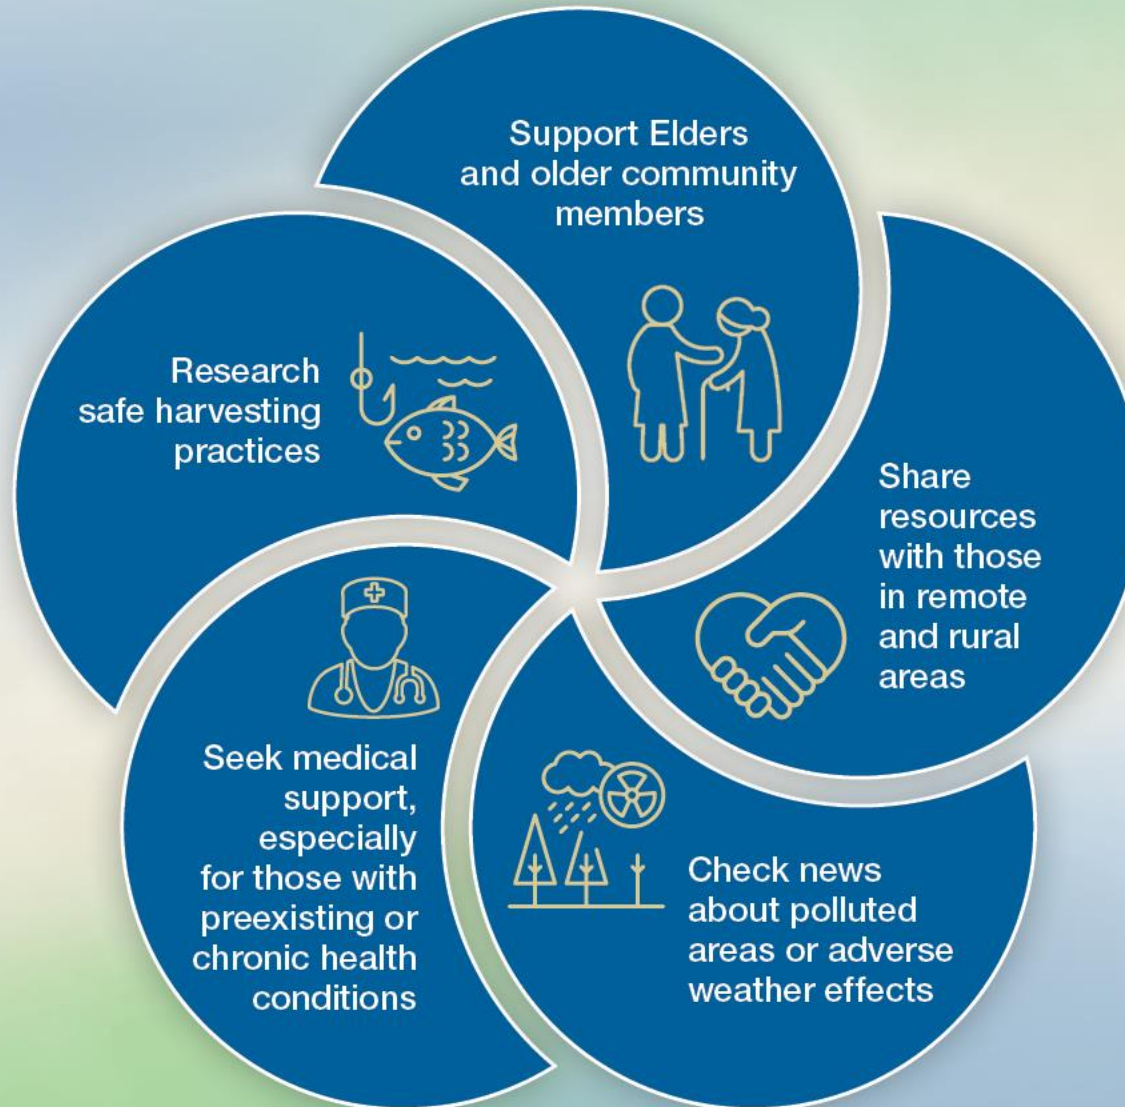 Support Elders
and older community
members
Share
resources
with those
in remote
and rural
areas
Check news
about polluted
areas or adverse
weather effects
Seek medical
support,
especially
for those with
preexisting or
chronic health
conditions
Research
safe harvesting
practices